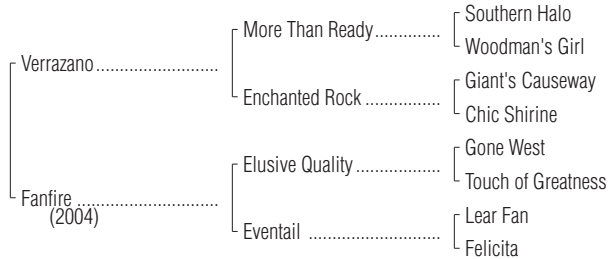 Southern Halo
More Than Ready..............
Woodman's Girl
Verrazano..........................
Giant's Causeway
Enchanted Rock ................
Chic Shirine
Gone West
Elusive Quality ..................
Touch of Greatness
Fanfire ..............................
(2004)
Lear Fan
Eventail ............................
Felicita